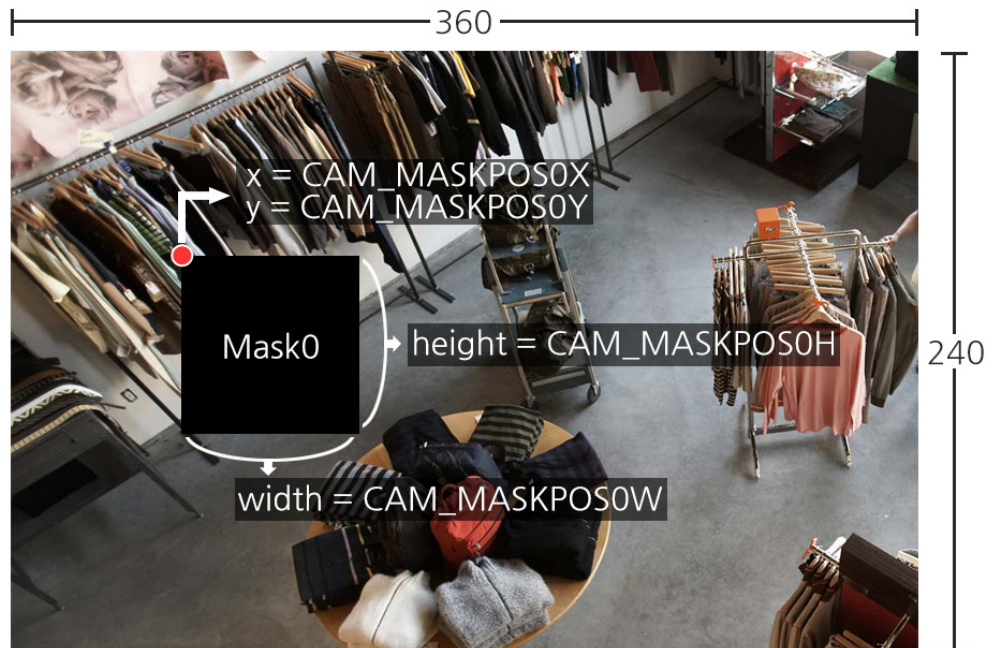 360
x = CAM_MASKPOS0X
y = CAM_MASKPOS0Y
Mask0
height = CAM_MASKPOS0H
240
width = CAM_MASKPOS0W